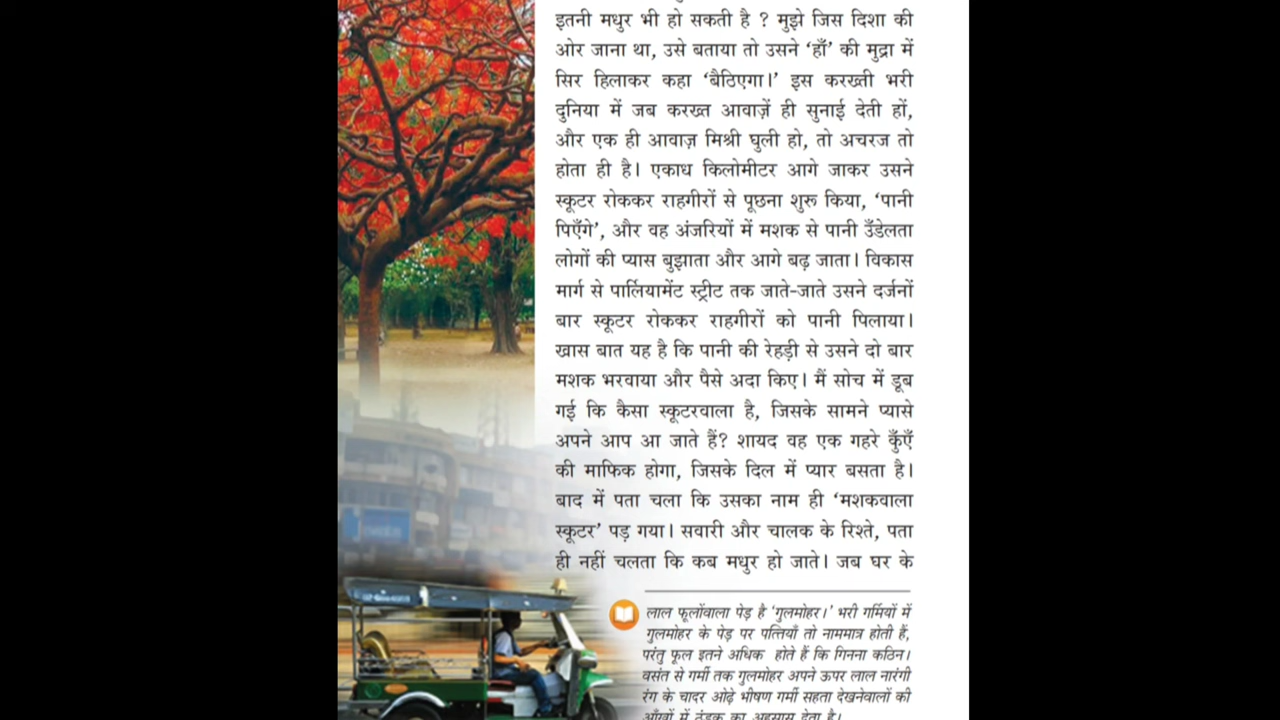 इतनी मधुर भी हो सकती है ? मुझे जिस दिशा की
ओर जाना था, उसे बताया तो उसने ‘हाँ’ की मुद्रा में
सिर हिलाकर कहा ‘बैठिएगा।’ इस करख्ती भरी
दुनिया में जब करख्त आवाज़ें ही सुनाई देती हों,
और एक ही आवाज़ मिश्री घुली हो, तो अचरज तो
होता ही है। एकाध किलोमीटर आगे जाकर उसने
स्कूटर रोककर राहगीरों से पूछना शुरू किया, ‘पानी
पिएँगे’, और वह अंजरियों में मशक से पानी उँडेलता
लोगों की प्यास बुझाता और आगे बढ़ जाता। विकास
मार्ग से पार्लियामेंट स्ट्रीट तक जाते-जाते उसने दर्जनों
बार स्कूटर रोककर राहगीरों को पानी पिलाया।
खास बात यह है कि पानी की रेहड़ी से उसने दो बार
मशक भरवाया और पैसे अदा किए। मैं सोच में डूब
गई कि कैसा स्कूटरवाला है, जिसके सामने प्यासे
अपने आप आ जाते हैं? शायद वह एक गहरे कुँएँ
की माफिक होगा, जिसके दिल में प्यार बसता है।
बाद में पता चला कि उसका नाम ही ‘मशकवाला
स्कूटर’ पड़ गया। सवारी और चालक के रिश्ते, पता
ही नहीं चलता कि कब मधुर हो जाते। जब घर के
लाल फूलोंवाला पेड़ है ‘गुलमोहर।’ भरी गर्मियों में
गुलमोहर के पेड़ पर पत्तियाँ तो नाममात्र होती हैं,
परंतु फूल इतने अधिक होते हैं कि गिनना कठिन।
वसंत से गर्मी तक गुलमोहर अपने ऊपर लाल नारंगी
रंग के चादर ओढ़े भीषण गर्मी सहता देखनेवालों की
आँखों में ठंडक का अहसास देता है।